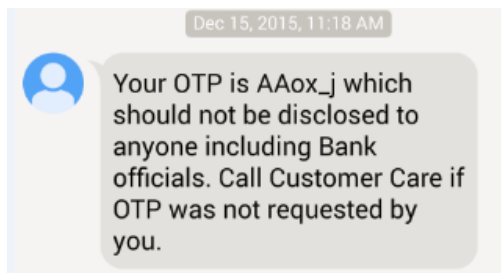 Dec 15, 2015, 11:18 AM
Your OTP is AAox_j which
should not be disclosed to
anyone including Bank
officials. Call Customer Care if
OTP was not requested by
you.